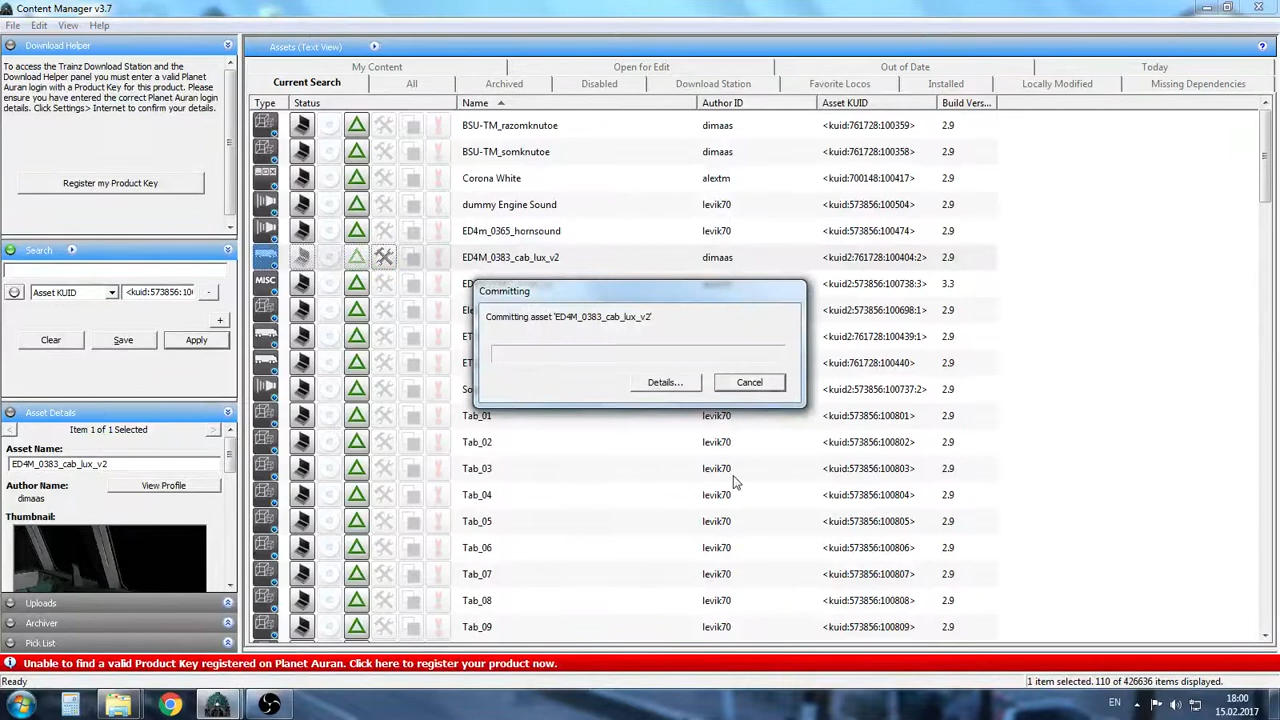 Content Manager v3.7
File Edit View Help
Download Helper
To access the Trainz Download Station and the
Download Helper panel you must enter a valid Planet
Auran login with a Product Key for this product. Please
ensure you have entered the correct Planet Auran login
details. Click Settings> Internet to confirm your details.
Register my Product Key
Search
Asset KUID <kuid:573856:10( -
+
Clear Save Apply
Asset Details
Item 1 of 1 Selected
Asset Name:
ED4M_0383_cab_lux_v2
Author Name: View Profile
dimaas
Thumbnail:
Uploads
Archiver
Pick List
Assets (Text View)
My Content Open for Edit Out of Date Today
Current Search All Archived Disabled Download Station Favorite Locos Installed Locally Modified Missing Dependencies
Type Status Name Author ID Asset KUID Build Vers...
BSU-TM_razomknutoe dimaas <kuid:761728:100359> 2.9
BSU-TM_somknutoe dimaas <kuid:761728:100358> 2.9
Corona White alextm <kuid:700148:100417> 2.9
dummy Engine Sound levik70 <kuid:573856:100504> 2.9
ED4m_0365_hornsound levik70 <kuid:573856:100474> 2.9
ED4M_0383_cab_lux_v2 dimaas <kuid2:761728:100404:2> 2.9
MISC ED <kuid2:573856:100738:3> 3.3
Ele <kuid2:573856:100698:1> 2.9
ET <kuid2:761728:100439:1> 2.9
ET <kuid:761728:100440> 2.9
So <kuid2:573856:100737:2> 2.9
Tab_01 levik70 <kuid:573856:100801> 2.9
Tab_02 levik70 <kuid:573856:100802> 2.9
Tab_03 levik70 <kuid:573856:100803> 2.9
Tab_04 levik70 <kuid:573856:100804> 2.9
Tab_05 levik70 <kuid:573856:100805> 2.9
Tab_06 levik70 <kuid:573856:100806> 2.9
Tab_07 levik70 <kuid:573856:100807> 2.9
Tab_08 levik70 <kuid:573856:100808> 2.9
Tab_09 levik70 <kuid:573856:100809> 2.9
Committing
Committing asset 'ED4M_0383_cab_lux_v2'
Details... Cancel
Unable to find a valid Product Key registered on Planet Auran. Click here to register your product now.
Ready 1 item selected. 110 of 426636 items displayed.
EN 18:00
15.02.2017